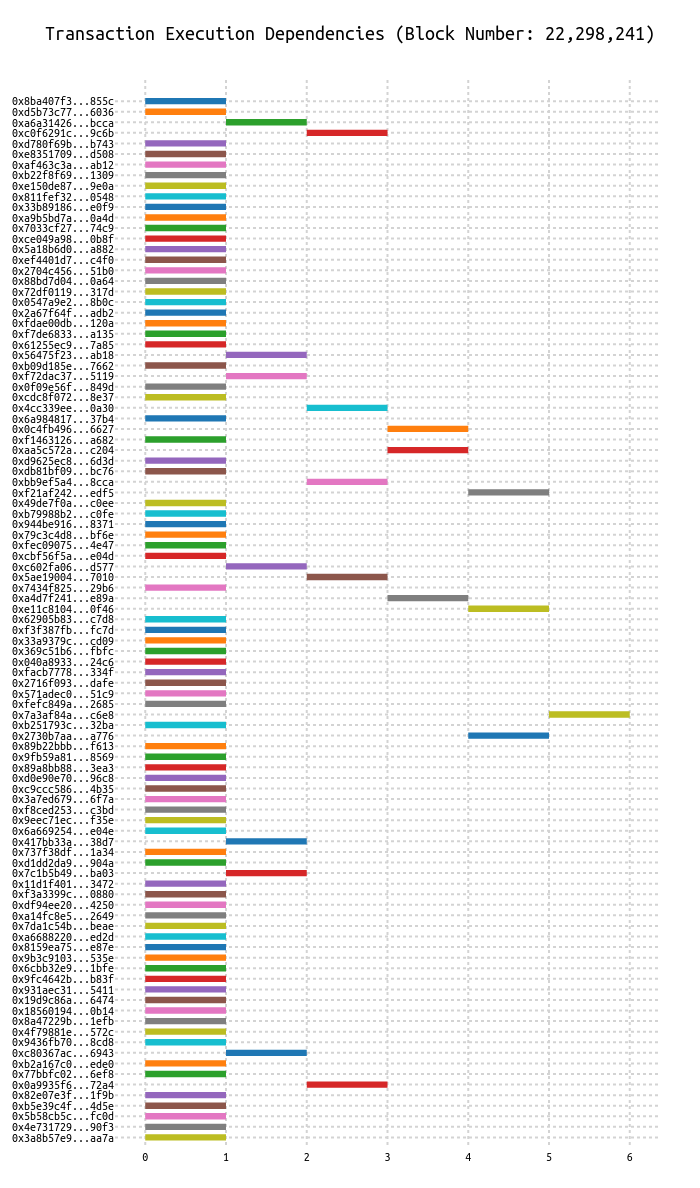 Transaction Execution Dependencies (Block Number: 22,298,241)
0x8ba407f3...855c
0xd5b73c77...6036
0xa6a31426...bcca
0xc0f6291c...9c6b
0xd780f69b...b743
0xe8351709...d508
0xaf463c3a...ab12
0xb22f8f69...1309
0xe150de87...9e0a
0x811fef32...0548
0x33b89186...e0f9
0xa9b5bd7a...0a4d
0x7033cf27...74c9
0xce049a98...0b8f
0x5a18b6d0...a882
0xef4401d7...c4f0
0x2704c456...51b0
0x88bd7d04...0a64
0x72df0119...317d
0x0547a9e2...8b0c
0x2a67f64f...adb2
0xfdae00db...120a
0xf7de6833...a135
0x61255ec9...7a85
0x56475f23...ab18
0xb09d185e...7662
0xf72dac37...5119
0x0f09e56f...849d
0xcdc8f072...8e37
0x4cc339ee...0a30
0x6a984817...37b4
0x0c4fb496...6627
0xf1463126...a682
0xaa5c572a...c204
0xd9625ec8...6d3d
0xdb81bf09...bc76
0xbb9ef5a4...8cca
0xf21af242...edf5
0x49de7f0a...c0ee
0xb79988b2...c0fe
0x944be916...8371
0x79c3c4d8...bf6e
0xfec09075...4e47
0xcbf56f5a...e04d
0xc602fa06...d577
0x5ae19004...7010
0x7434f825...29b6
0xa4d7f241...e89a
0xe11c8104...0f46
0x62905b83...c7d8
0xf3f387fb...fc7d
0x33a9379c...cd09
0x369c51b6...fbfc
0x040a8933...24c6
0xfacb7778...334f
0x2716f093...dafe
0x571adec0...51c9
0xfefc849a...2685
0x7a3af84a...c6e8
0xb251793c...32ba
0x2730b7aa...a776
0x89b22bbb...f613
0x9fb59a81...8569
0x89a8bb88...3ea3
0xd0e90e70...96c8
0xc9ccc586...4b35
0x3a7ed679...6f7a
0xf8ced253...c3bd
0x9eec71ec...f35e
0x6a669254...e04e
0x417bb33a...38d7
0x737f38df...1a34
0xd1dd2da9...904a
0x7c1b5b49...ba03
0x11d1f401...3472
0xf3a3399c...0880
0xdf94ee20...4250
0xa14fc8e5...2649
0x7da1c54b...beae
0xa6688220...ed2d
0x8159ea75...e87e
0x9b3c9103...535e
0x6cbb32e9...1bfe
0x9fc4642b...b83f
0x931aec31...5411
0x19d9c86a...6474
0x18560194...0b14
0x8a47229b...1efb
0x4f79881e...572c
0x9436fb70...8cd8
0xc80367ac...6943
0xb2a167c0...ede0
0x77bbfc02...6ef8
0x0a9935f6...72a4
0x82e07e3f...1f9b
0xb5e39c4f...4d5e
0x5b58cb5c...fc0d
0x4e731729...90f3
0x3a8b57e9...aa7a
0 1 2 3 4 5 6